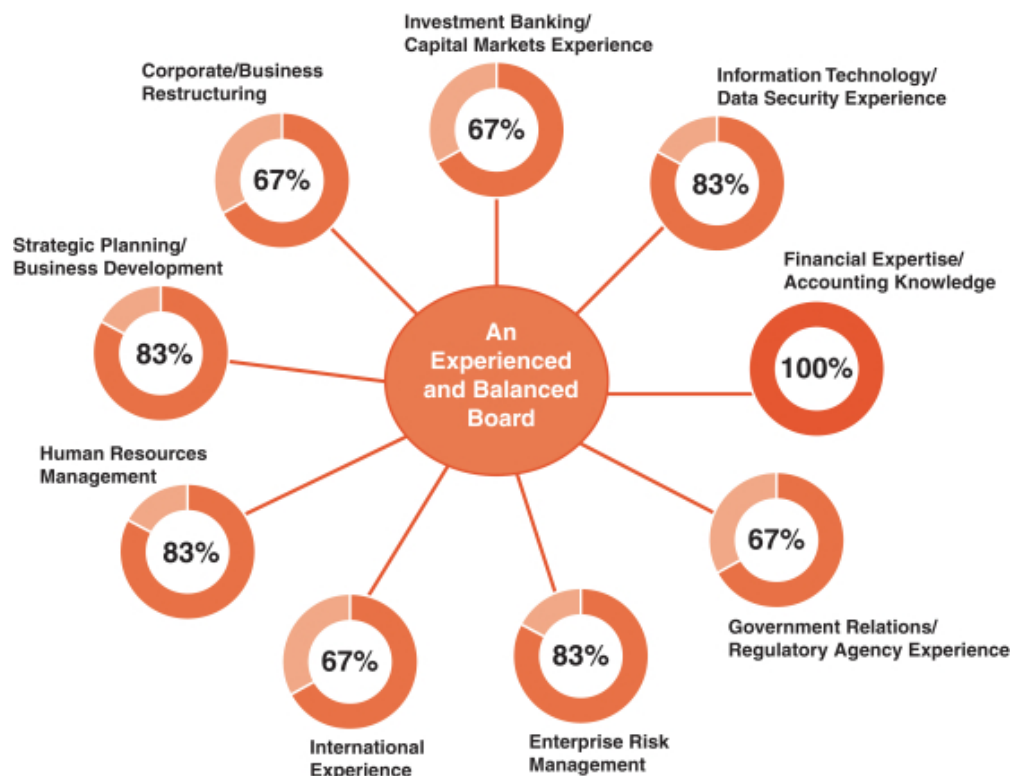 Investment Banking/
Capital Markets Experience
67%
Corporate/Business
Restructuring
67%
Information Technology/
Data Security Experience
83%
Strategic Planning/
Business Development
83%
Financial Expertise/
Accounting Knowledge
100%
An
Experienced
and Balanced
Board
Human Resources
Management
83%
67%
Government Relations/
Regulatory Agency Experience
67%
International
Experience
83%
Enterprise Risk
Management